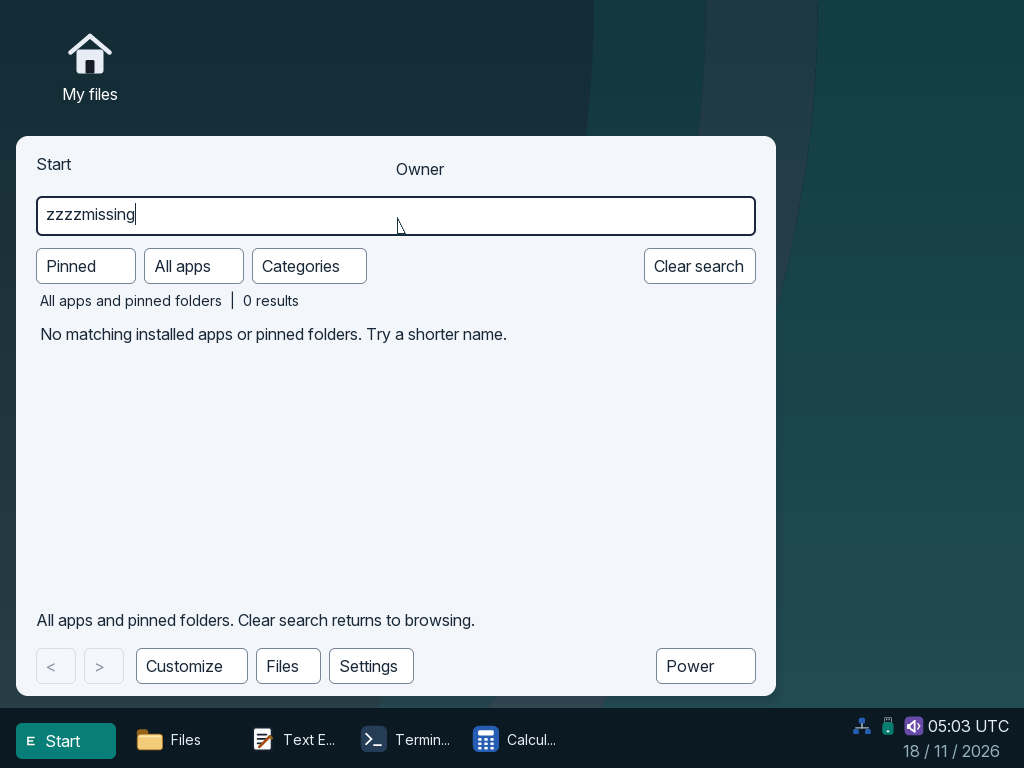 My files
Start
Owner
zzzzmissing
Pinned
All apps
Categories
Clear search
All apps and pinned folders | 0 results
No matching installed apps or pinned folders. Try a shorter name.
All apps and pinned folders. Clear search returns to browsing.
< > Customize Files Settings Power
E Start Files Text E... Termin... Calcul... 05:03 UTC
18 / 11 / 2026